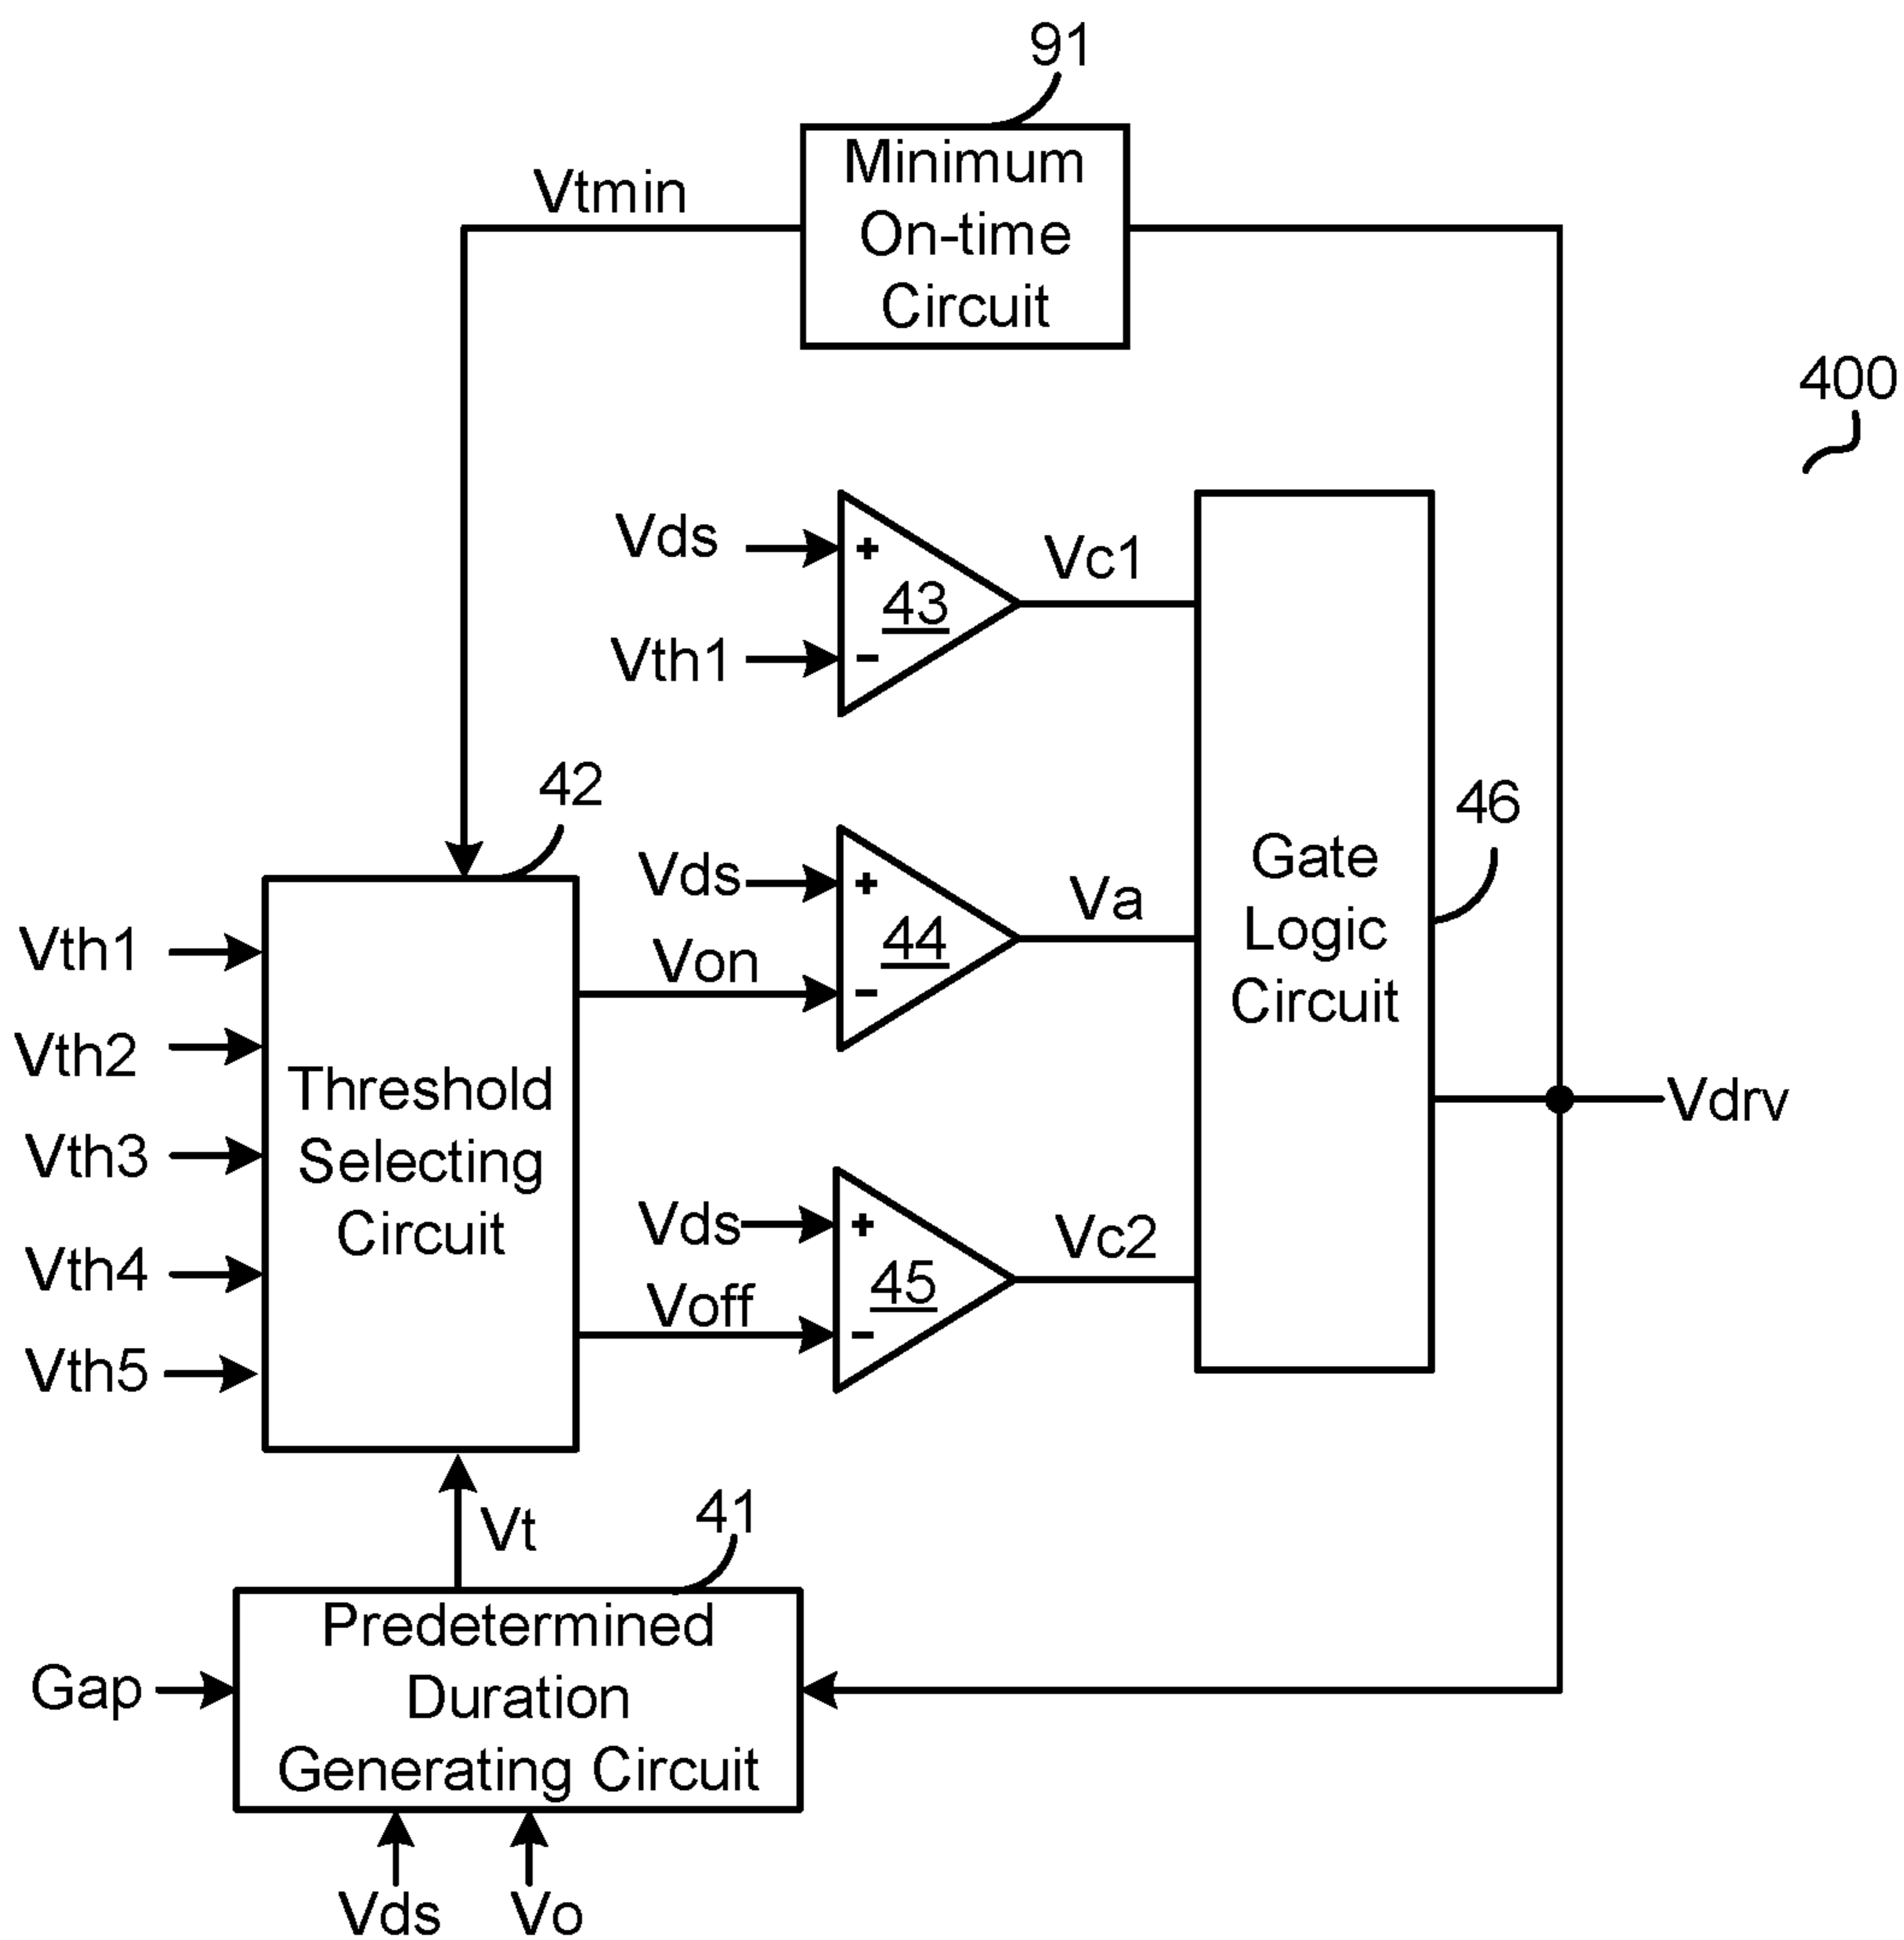 91
Minimum
On-time
Circuit
Vtmin
400
Vds
+
43
Vc1
Vth1
-
42
46
Vds
+
44
Va
Von
-
Gate
Logic
Circuit
Vth1
Vth2
Vth3
Vth4
Vth5
Threshold
Selecting
Circuit
Vdrv
Vds
+
45
Vc2
Voff
-
Vt
41
Predetermined
Duration
Generating Circuit
Gap
Vds
Vo